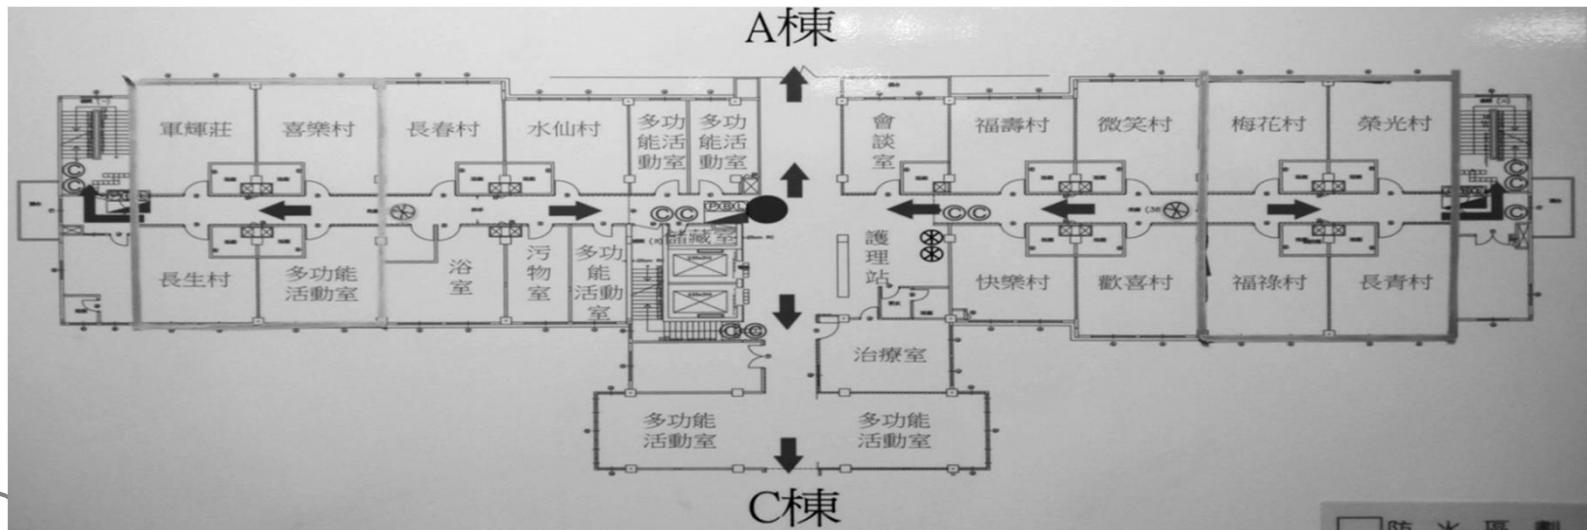 A棟
軍輝莊
喜樂村
長春村
水仙村
多功
能活
動室
多功
能活
動室
會
談
室
福壽村
微笑村
梅花村
榮光村
儲藏室
護
理
站
長生村
多功能
活動室
浴
室
污
物
室
多功
能
活動
室
快樂村
歡喜村
福祿村
長青村
治療室
多功能
活動室
多功能
活動室
C棟